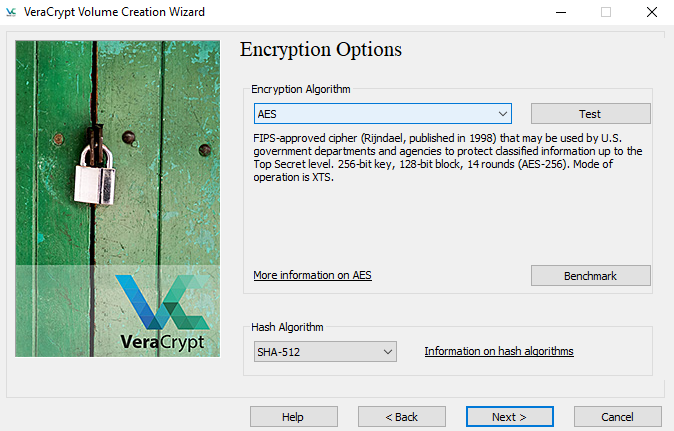 VeraCrypt Volume Creation Wizard
Encryption Options
Encryption Algorithm
AES
Test
FIPS-approved cipher (Rijndael, published in 1998) that may be used by U.S.
government departments and agencies to protect classified information up to the
Top Secret level. 256-bit key, 128-bit block, 14 rounds (AES-256). Mode of
operation is XTS.
More information on AES
Benchmark
VeraCrypt
Hash Algorithm
SHA-512
Information on hash algorithms
Help
< Back
Next >
Cancel